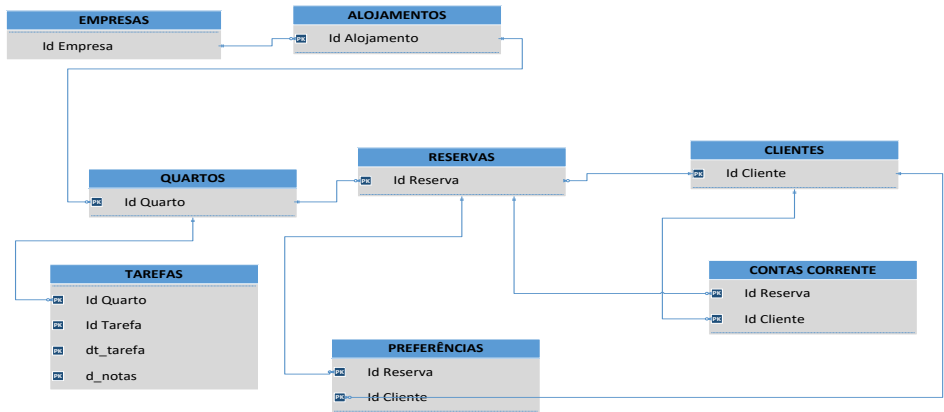 EMPRESAS
Id Empresa
ALOJAMENTOS
PK Id Alojamento
QUARTOS
PK Id Quarto
RESERVAS
PK Id Reserva
CLIENTES
PK Id Cliente
TAREFAS
PK Id Quarto
PK Id Tarefa
PK dt_tarefa
PK d_notas
CONTAS CORRENTE
PK Id Reserva
PK Id Cliente
PREFERÊNCIAS
PK Id Reserva
PK Id Cliente